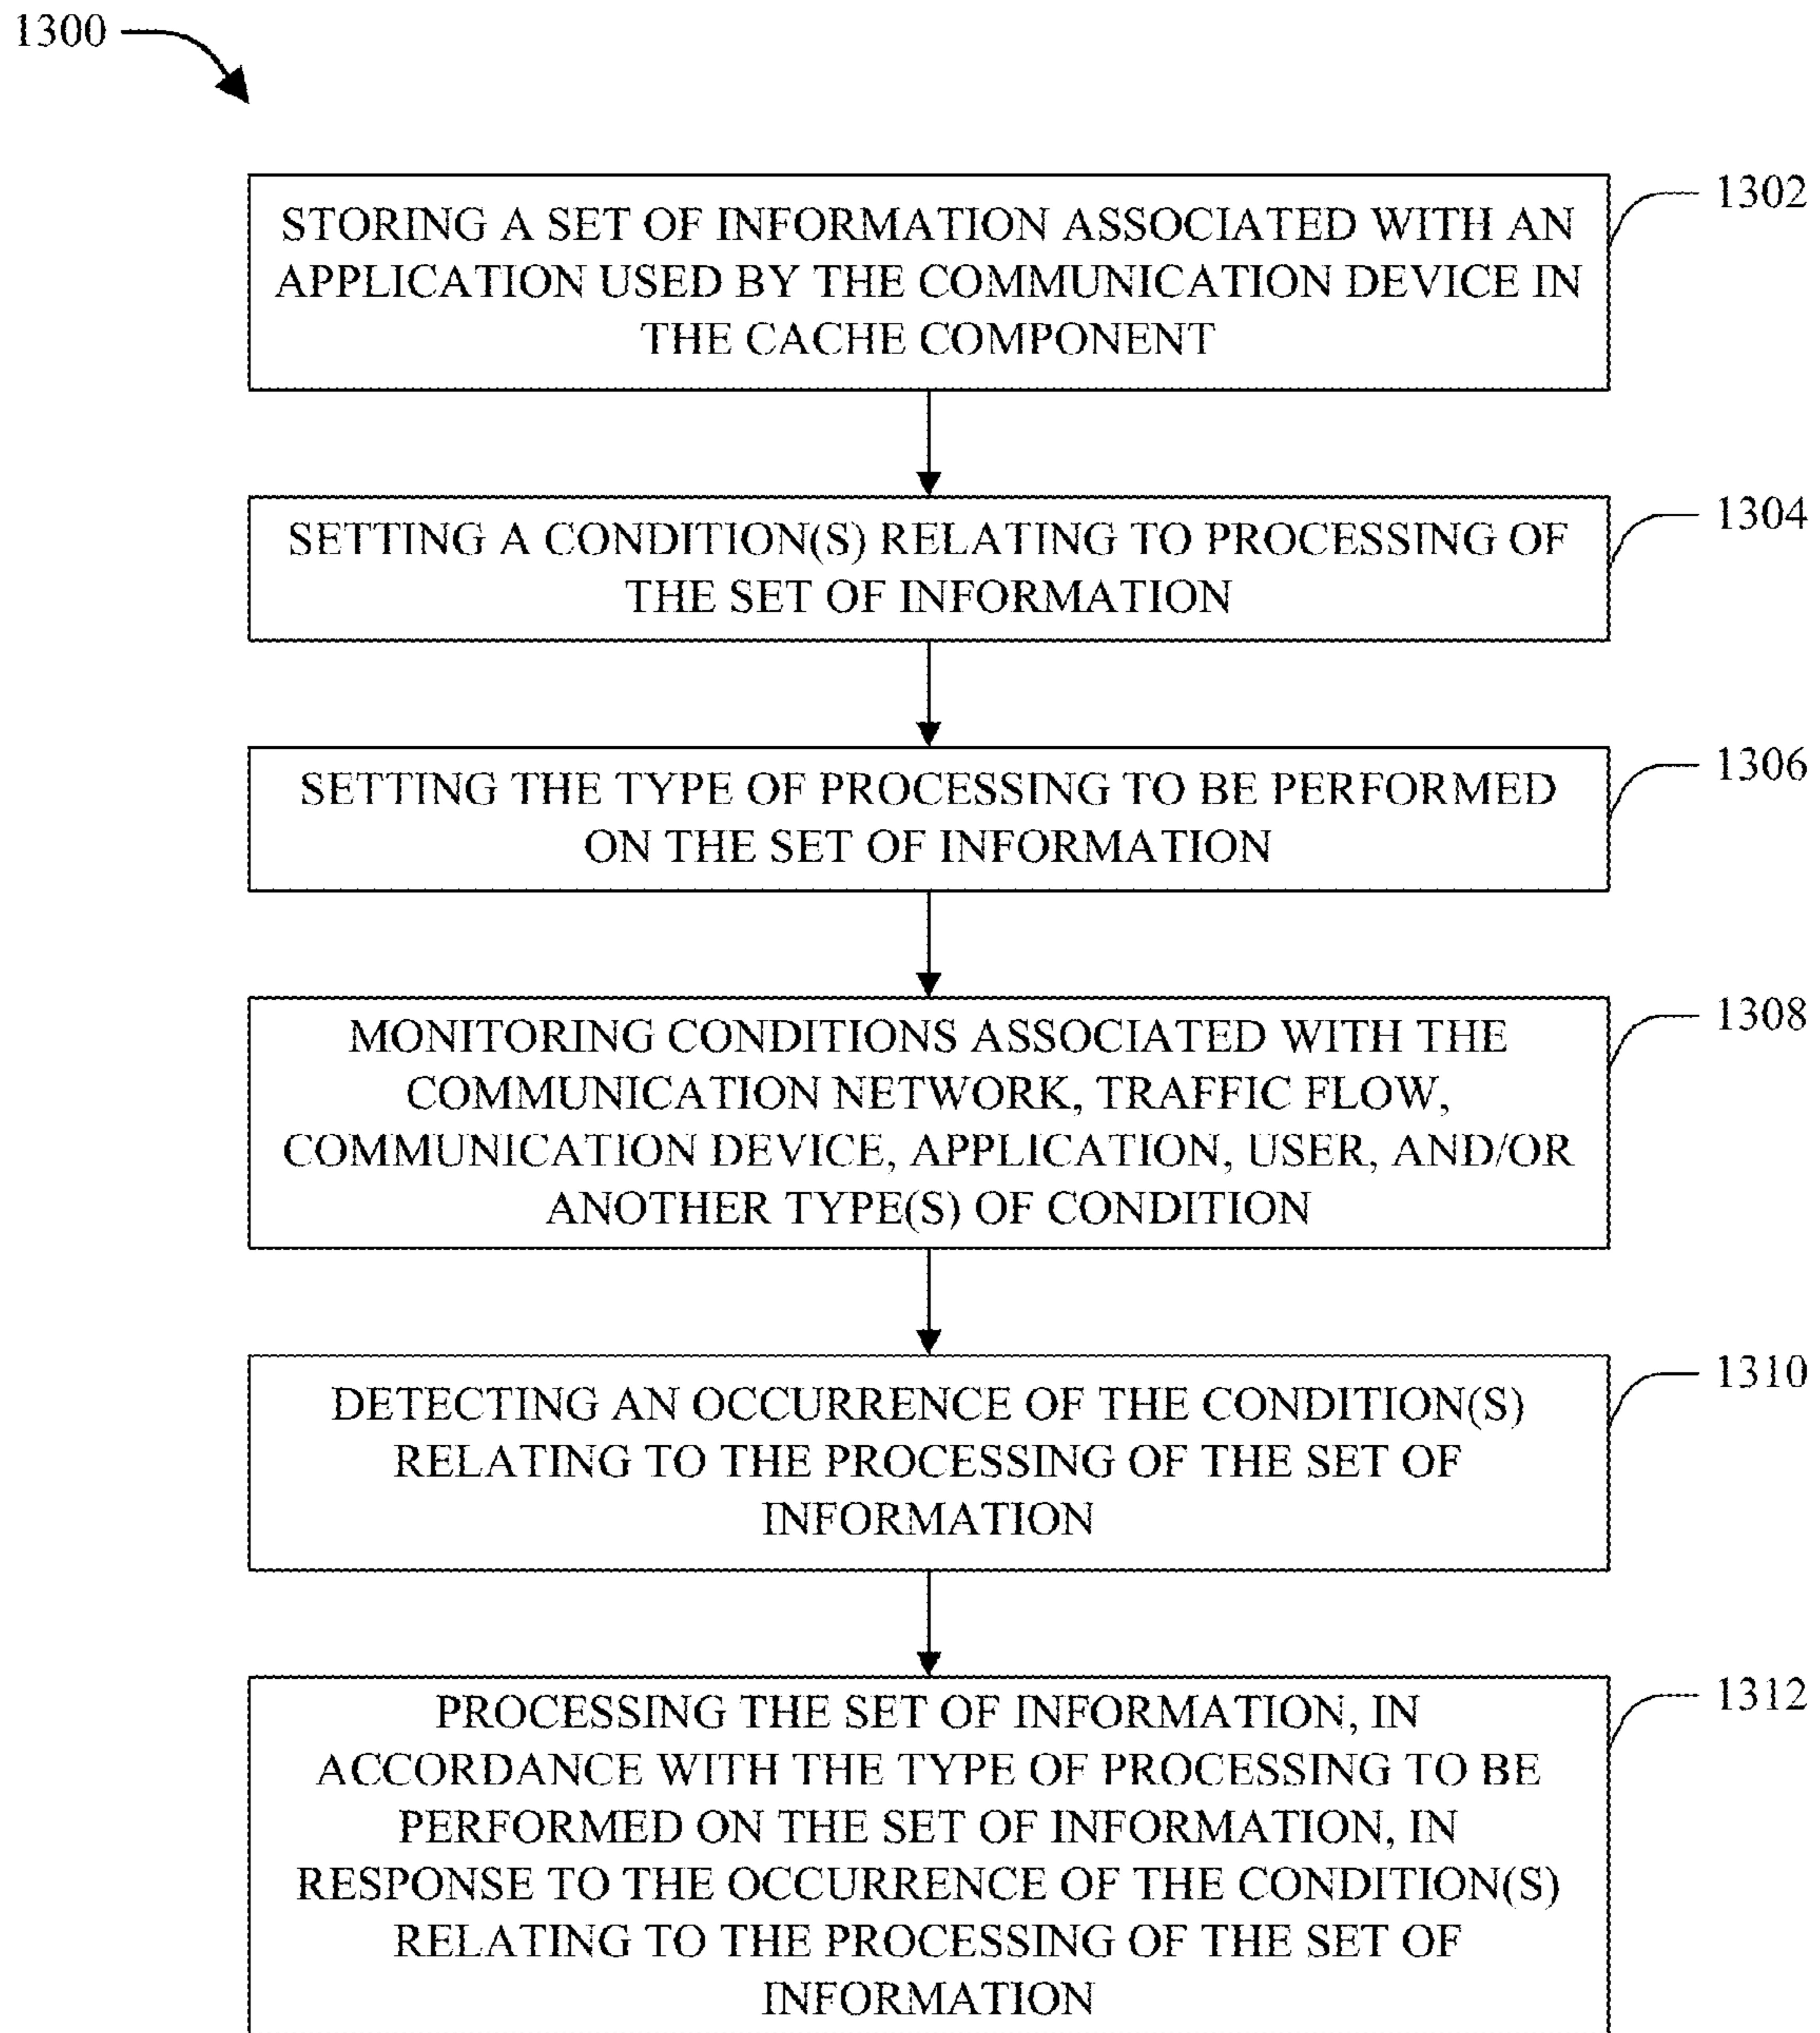 1300
STORING A SET OF INFORMATION ASSOCIATED WITH AN
APPLICATION USED BY THE COMMUNICATION DEVICE IN
THE CACHE COMPONENT
1302
SETTING A CONDITION(S) RELATING TO PROCESSING OF
THE SET OF INFORMATION
1304
SETTING THE TYPE OF PROCESSING TO BE PERFORMED
ON THE SET OF INFORMATION
1306
MONITORING CONDITIONS ASSOCIATED WITH THE
COMMUNICATION NETWORK, TRAFFIC FLOW,
COMMUNICATION DEVICE, APPLICATION, USER, AND/OR
ANOTHER TYPE(S) OF CONDITION
1308
DETECTING AN OCCURRENCE OF THE CONDITION(S)
RELATING TO THE PROCESSING OF THE SET OF
INFORMATION
1310
PROCESSING THE SET OF INFORMATION, IN
ACCORDANCE WITH THE TYPE OF PROCESSING TO BE
PERFORMED ON THE SET OF INFORMATION, IN
RESPONSE TO THE OCCURRENCE OF THE CONDITION(S)
RELATING TO THE PROCESSING OF THE SET OF
INFORMATION
1312